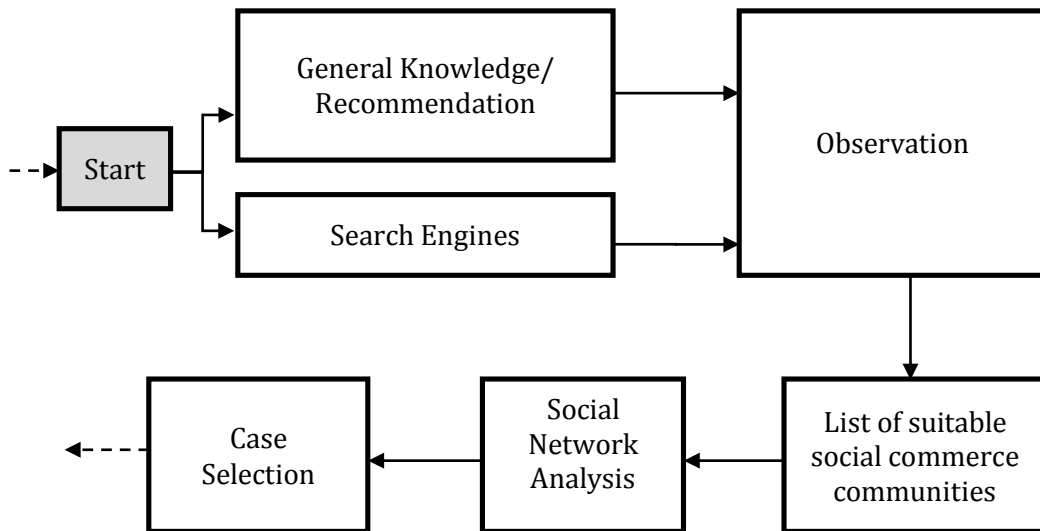 General Knowledge/
Recommendation
Observation
Start
Search Engines
Case
Selection
Social
Network
Analysis
List of suitable
social commerce
communities